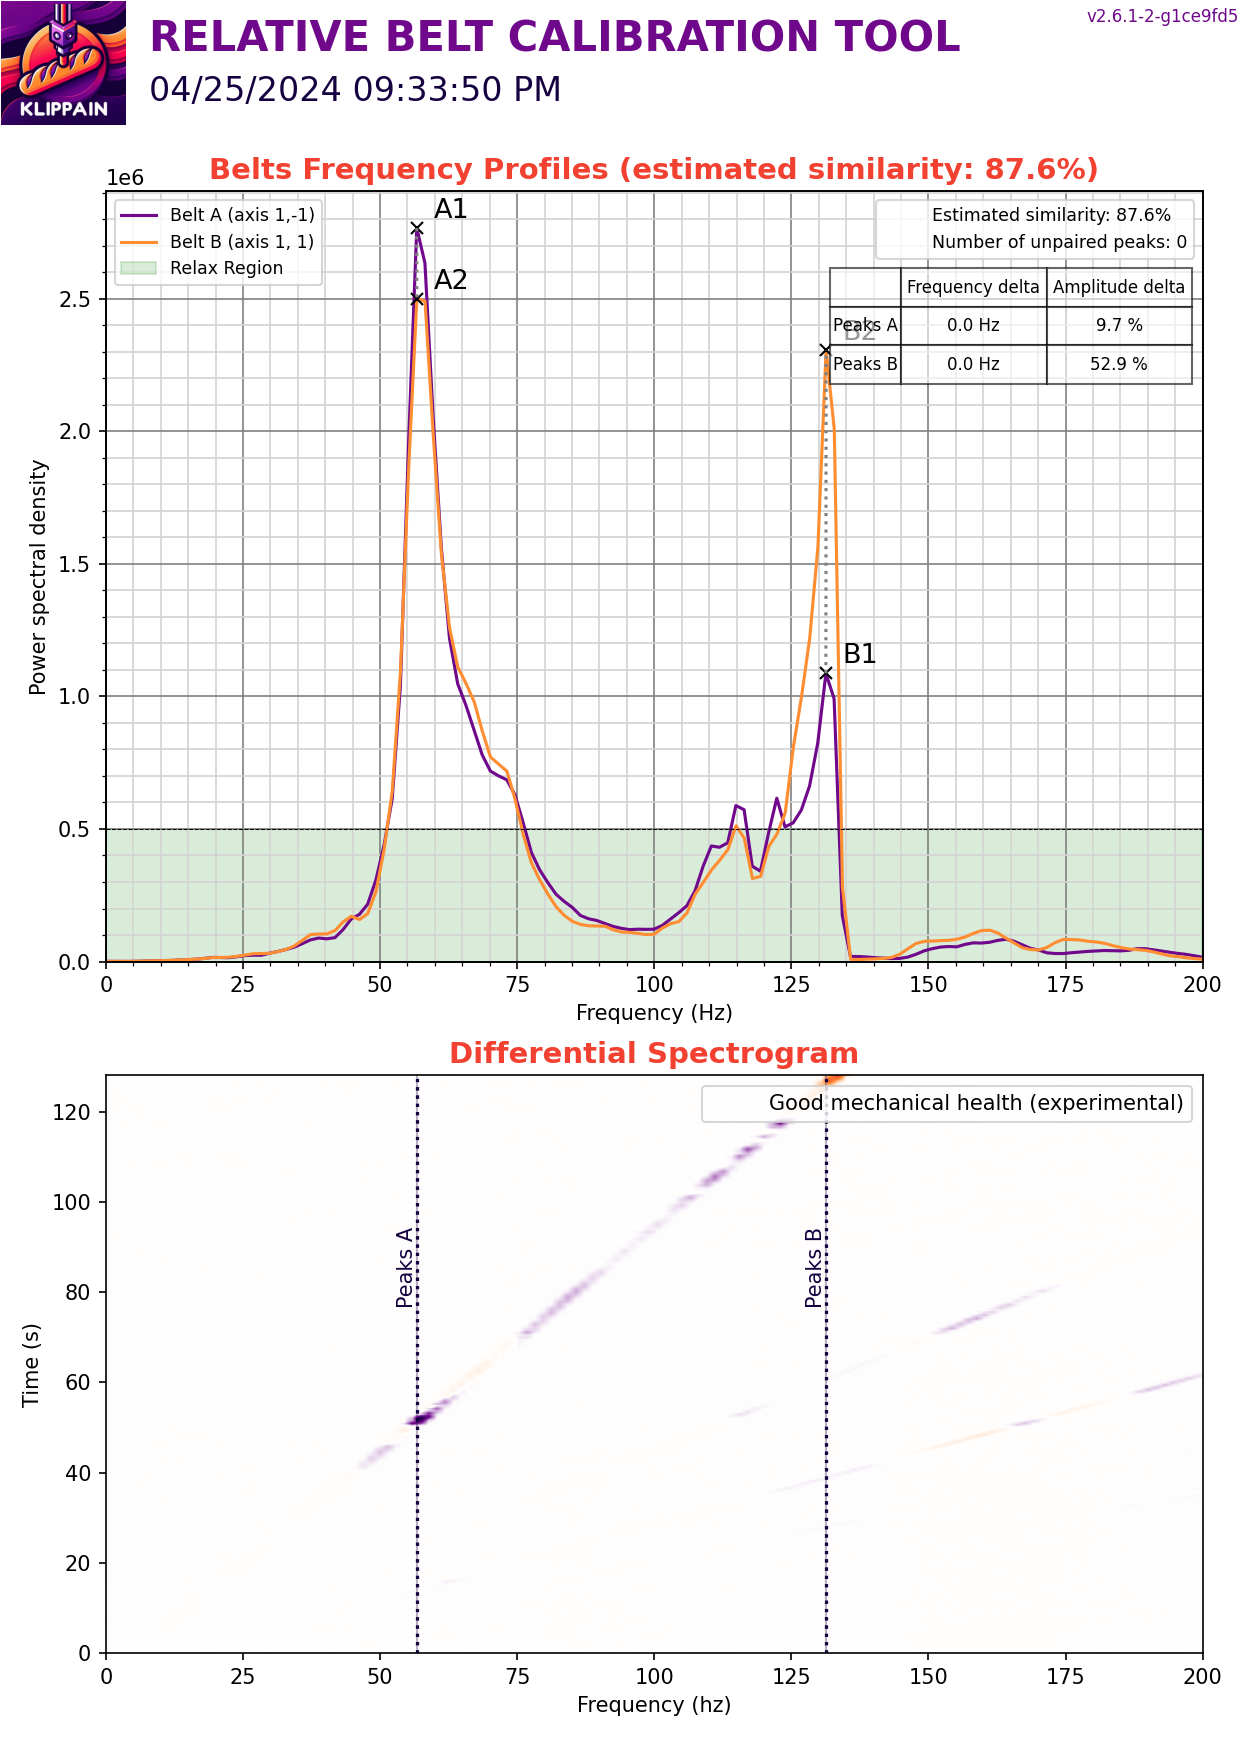 v2.6.1-2-g1ce9fd5
RELATIVE BELT CALIBRATION TOOL
04/25/2024 09:33:50 PM
KLIPPAIN
Belts Frequency Profiles (estimated similarity: 87.6%)
1e6
Belt A (axis 1,-1)
Belt B (axis 1, 1)
Relax Region
A1
A2
B2
B1
Estimated similarity: 87.6%
Number of unpaired peaks: 0
Frequency delta Amplitude delta
Peaks A 0.0 Hz 9.7 %
Peaks B 0.0 Hz 52.9 %
Power spectral density
2.5
2.0
1.5
1.0
0.5
0.0
0 25 50 75 100 125 150 175 200
Frequency (Hz)
Differential Spectrogram
Good mechanical health (experimental)
Peaks A
Peaks B
Time (s)
120
100
80
60
40
20
0
0 25 50 75 100 125 150 175 200
Frequency (hz)